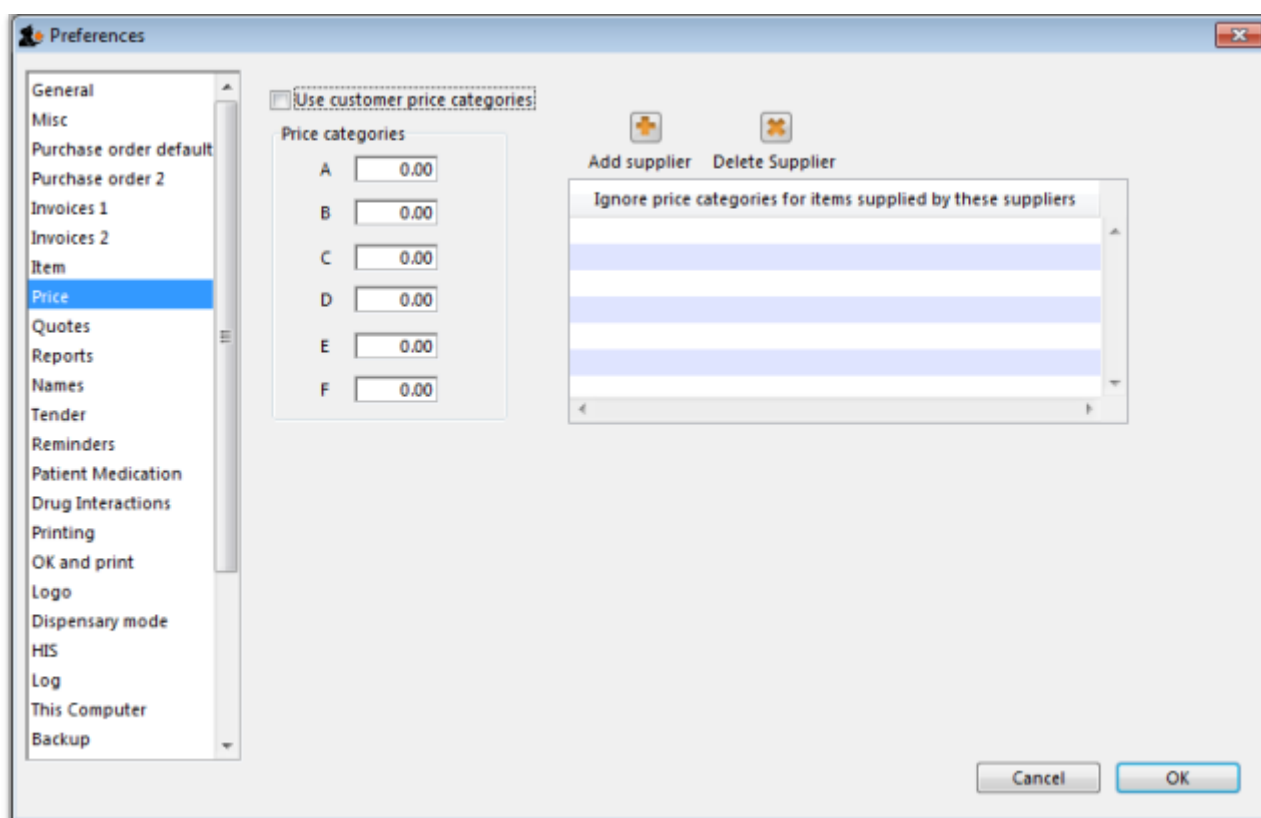 Preferences
General
Misc
Purchase order default
Purchase order 2
Invoices 1
Invoices 2
Item
Price
Quotes
Reports
Names
Tender
Reminders
Patient Medication
Drug Interactions
Printing
OK and print
Logo
Dispensary mode
HIS
Log
This Computer
Backup
Use customer price categories
Price categories
A 0.00
B 0.00
C 0.00
D 0.00
E 0.00
F 0.00
Add supplier Delete Supplier
Ignore price categories for items supplied by these suppliers
Cancel OK